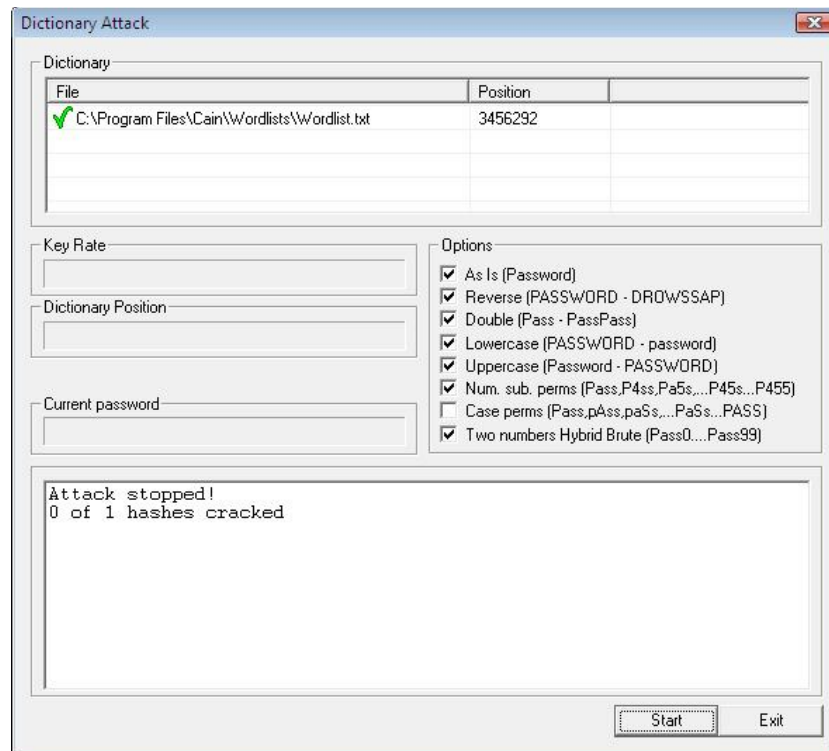 Dictionary Attack
Dictionary
File Position
C:\Program Files\Cain\Wordlists\Wordlist.txt 3456292
Key Rate
Dictionary Position
Current password
Options
As Is (Password)
Reverse (PASSWORD - DROWSSAP)
Double (Pass - PassPass)
Lowercase (PASSWORD - password)
Uppercase (Password - PASSWORD)
Num. sub. perms (Pass,P4ss,Pa5s,...P45s...P455)
Case perms (Pass,pAss,paSs,...PaSs...PASS)
Two numbers Hybrid Brute (Pass0....Pass99)
Attack stopped!
0 of 1 hashes cracked
Start Exit